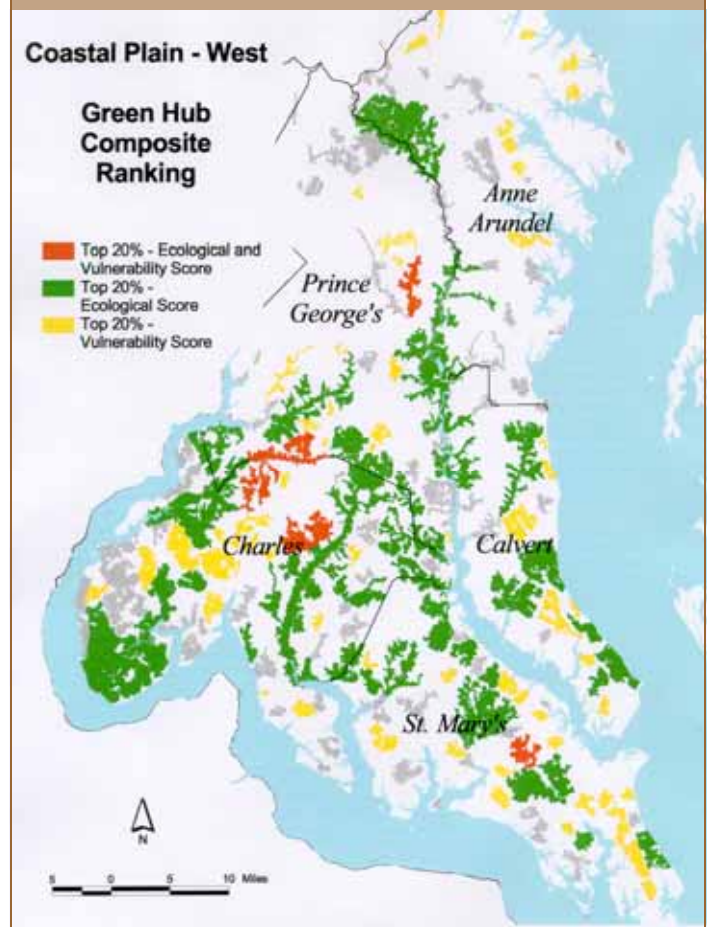 Coastal Plain - West
Green Hub
Composite
Ranking
Top 20% - Ecological and
Vulnerability Score
Top 20% -
Ecological Score
Top 20% -
Vulnerability Score
Anne
Arundel
Prince
George's
Charles
Calvert
St. Mary's
N
5 0 5 10 Miles